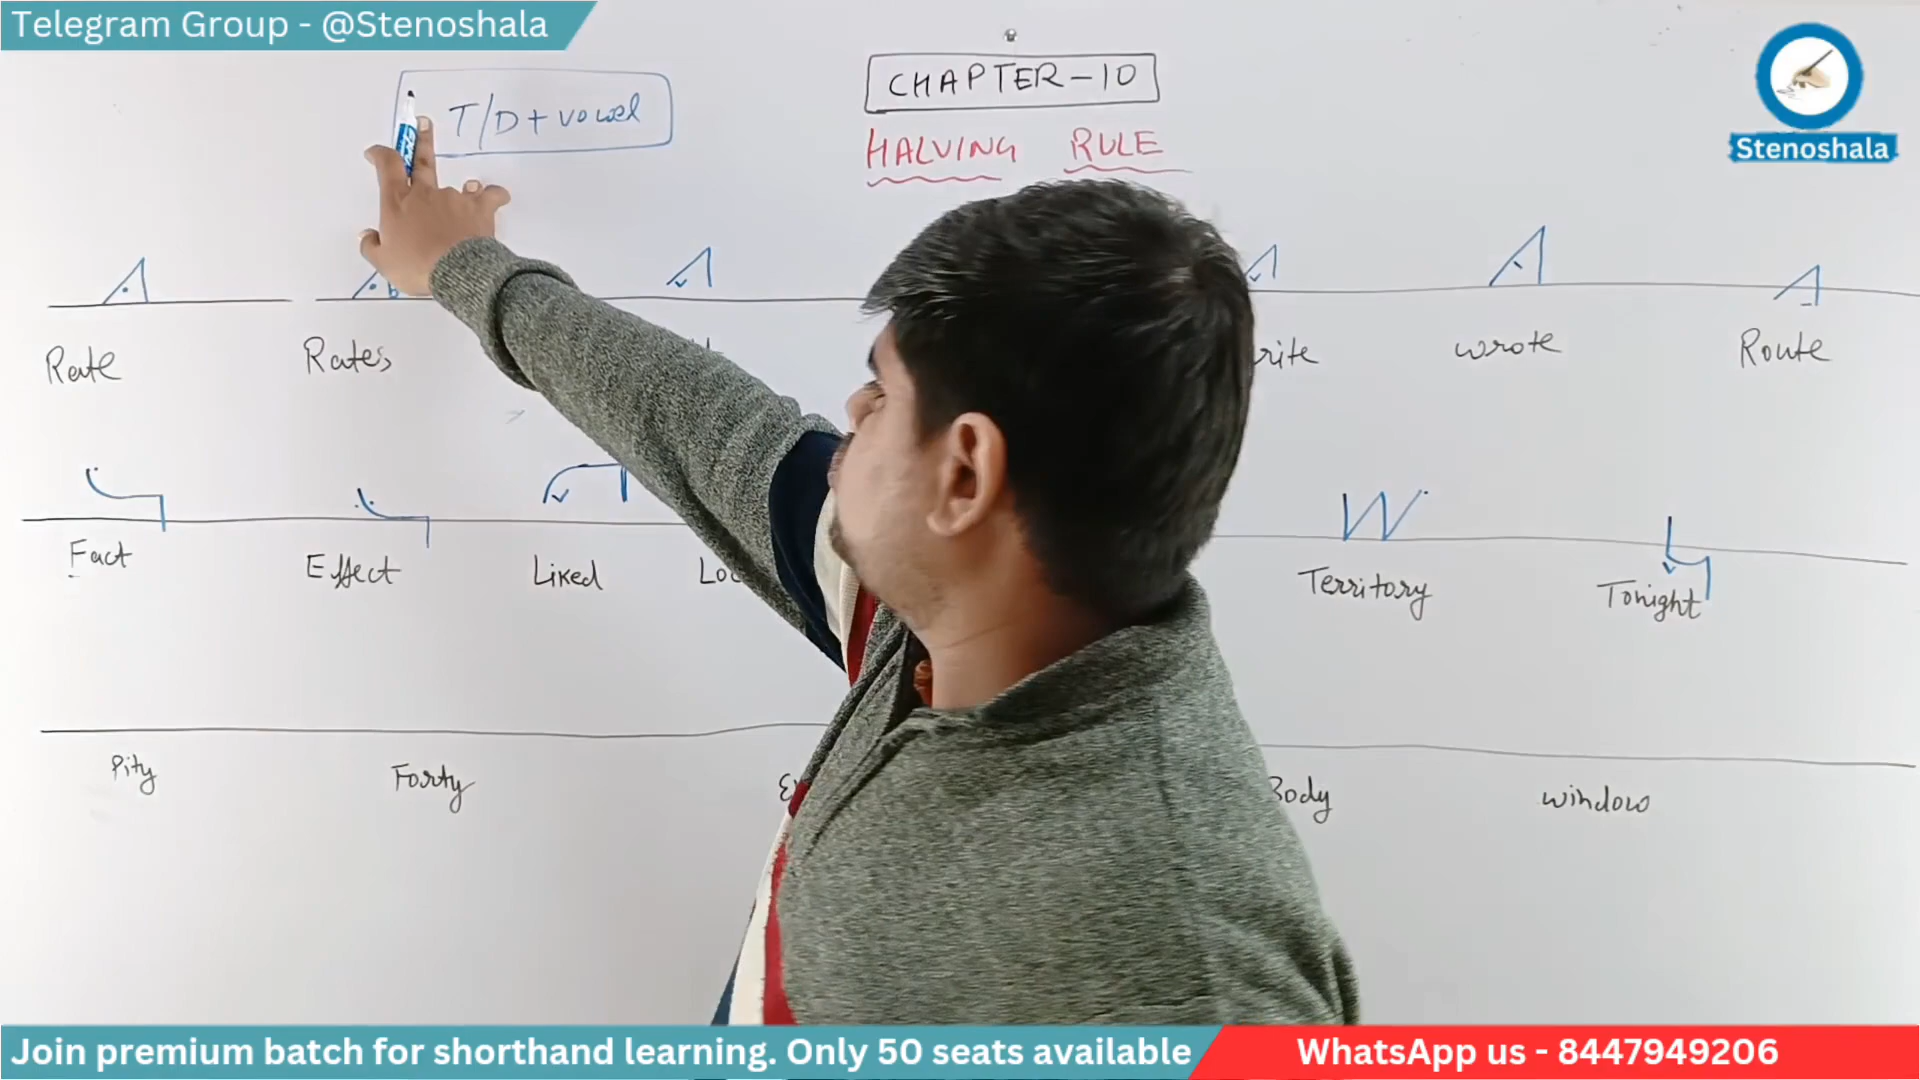 Telegram Group - @Stenoshala
CHAPTER-10
T/D + vowel
HALVING RULE
Stenoshala
Rate Rates wrote Route
Fact Effect Liked Territory Tonight
Pity Forty Body window
Join premium batch for shorthand learning. Only 50 seats available
WhatsApp us - 8447949206